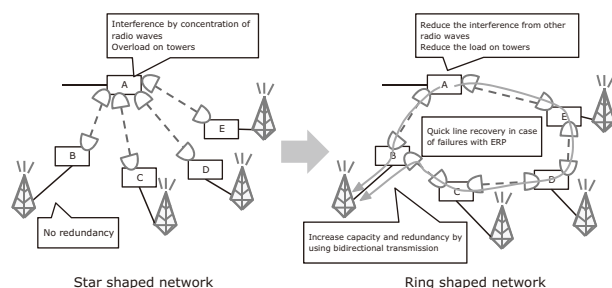 Interference by concentration of
radio waves
Overload on towers
A
B
C
D
E
No redundancy
Star shaped network
Reduce the interference from other
radio waves
Reduce the load on towers
A
E
Quick line recovery in case
of failures with ERP
B
C
D
Increase capacity and redundancy by
using bidirectional transmission
Ring shaped network